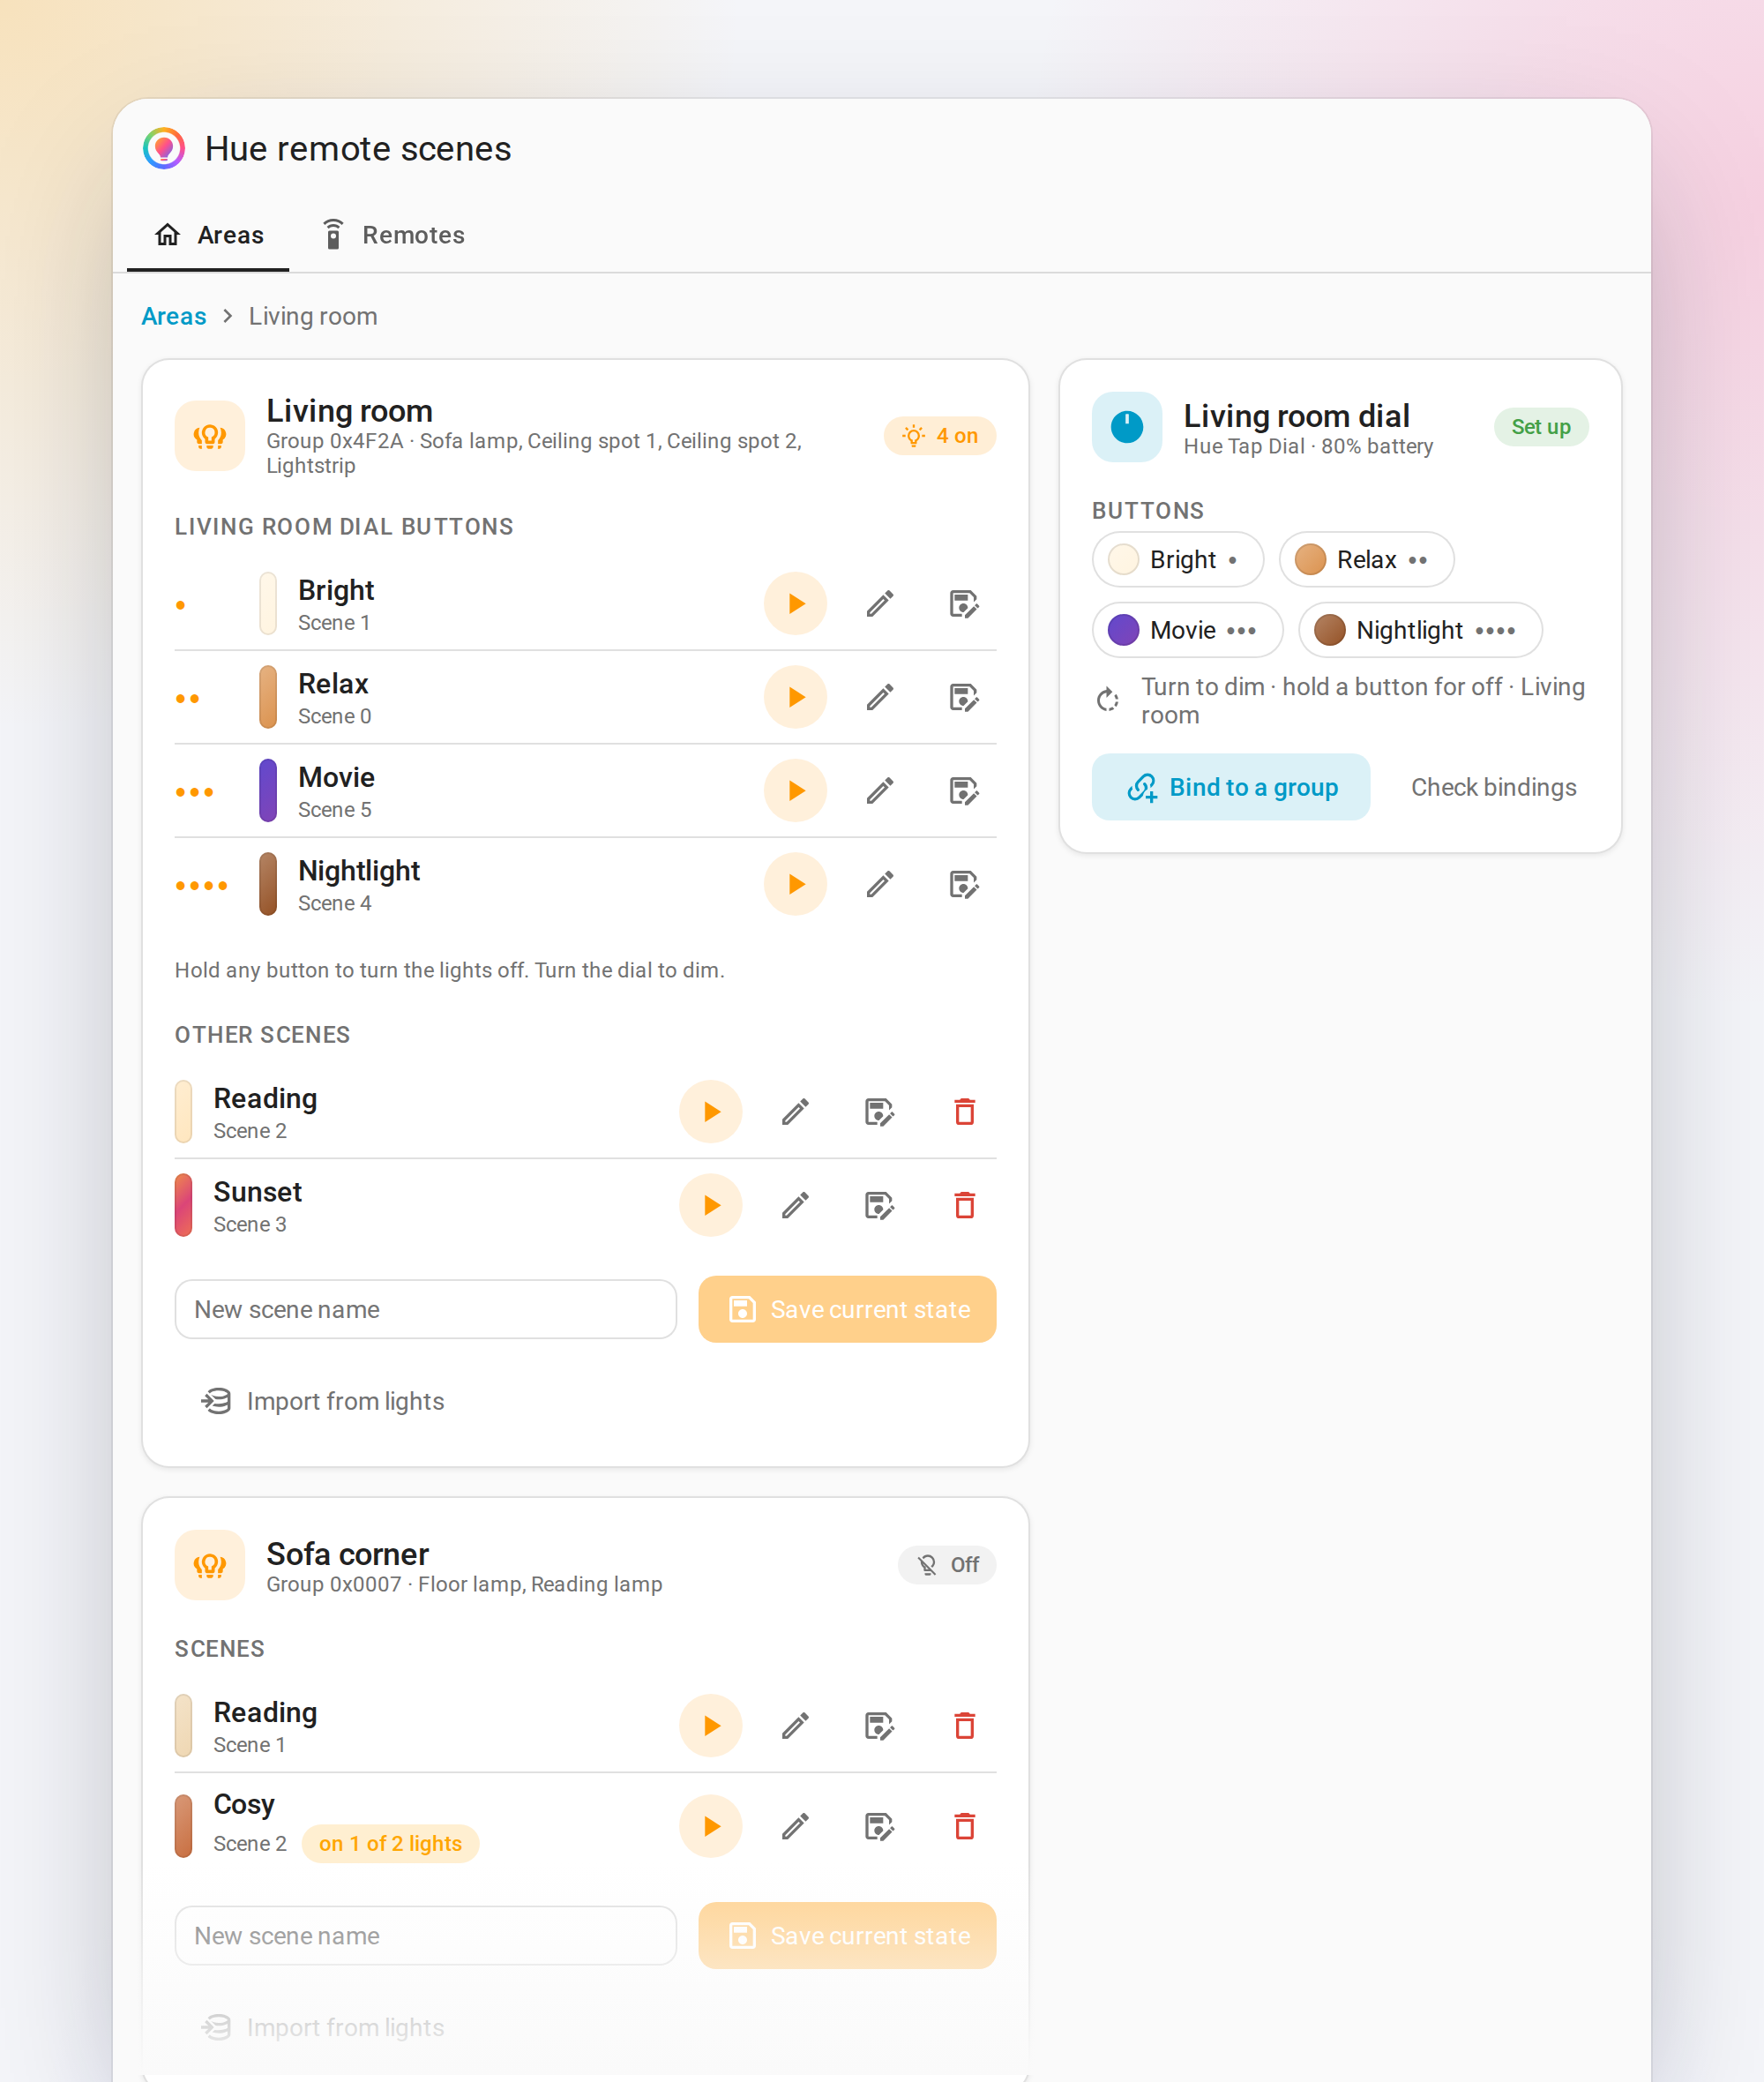 Hue remote scenes
Areas
Remotes
Areas › Living room
Living room
Group 0x4F2A · Sofa lamp, Ceiling spot 1, Ceiling spot 2,
Lightstrip
4 on
LIVING ROOM DIAL BUTTONS
Bright
Scene 1
Relax
Scene 0
Movie
Scene 5
Nightlight
Scene 4
Hold any button to turn the lights off. Turn the dial to dim.
OTHER SCENES
Reading
Scene 2
Sunset
Scene 3
New scene name
Save current state
Import from lights
Sofa corner
Group 0x0007 · Floor lamp, Reading lamp
Off
SCENES
Reading
Scene 1
Cosy
Scene 2
on 1 of 2 lights
New scene name
Save current state
Import from lights
Living room dial
Hue Tap Dial · 80% battery
Set up
BUTTONS
Bright •
Relax ••
Movie •••
Nightlight ••••
Turn to dim · hold a button for off · Living
room
Bind to a group
Check bindings